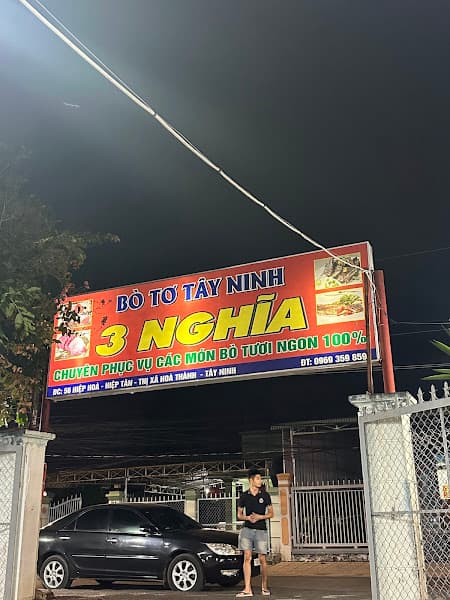 BÒ TƠ TÂY NINH
3 NGHĨA
CHUYÊN PHỤC VỤ CÁC MÓN BÒ TƯƠI NGON 100%
ĐC: 56 HIỆP HOÀ - HIỆP TÂN - THỊ XÃ HOÀ THÀNH - TÂY NINH
ĐT: 0969 359 859